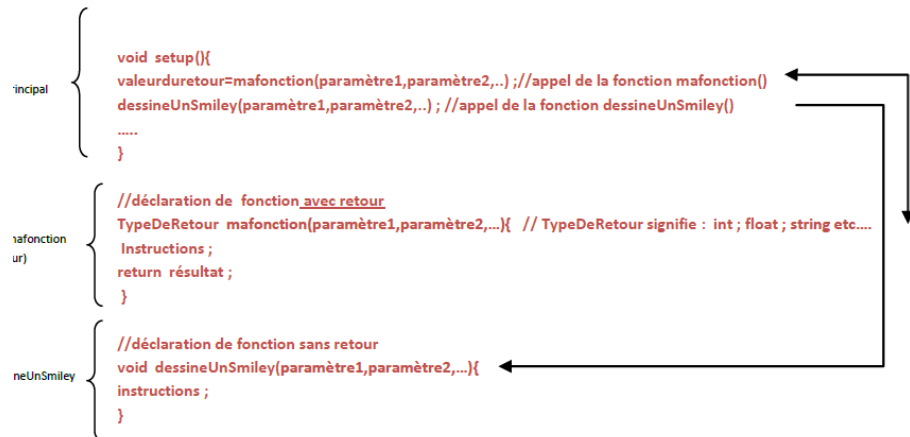 void setup(){
valeurduretour=mafonction(paramètre1,paramètre2,..) ;//appel de la fonction mafonction()
rincipal
dessineUnSmiley(paramètre1,paramètre2,..) ; //appel de la fonction dessineUnSmiley()
.....
}
//déclaration de fonction avec retour
TypeDeRetour mafonction(paramètre1,paramètre2,...){ // TypeDeRetour signifie : int ; float ; string etc....
nafonction
Instructions ;
ur)
return résultat ;
}
//déclaration de fonction sans retour
void dessineUnSmiley(paramètre1,paramètre2,...){
neUnSmiley
instructions ;
}